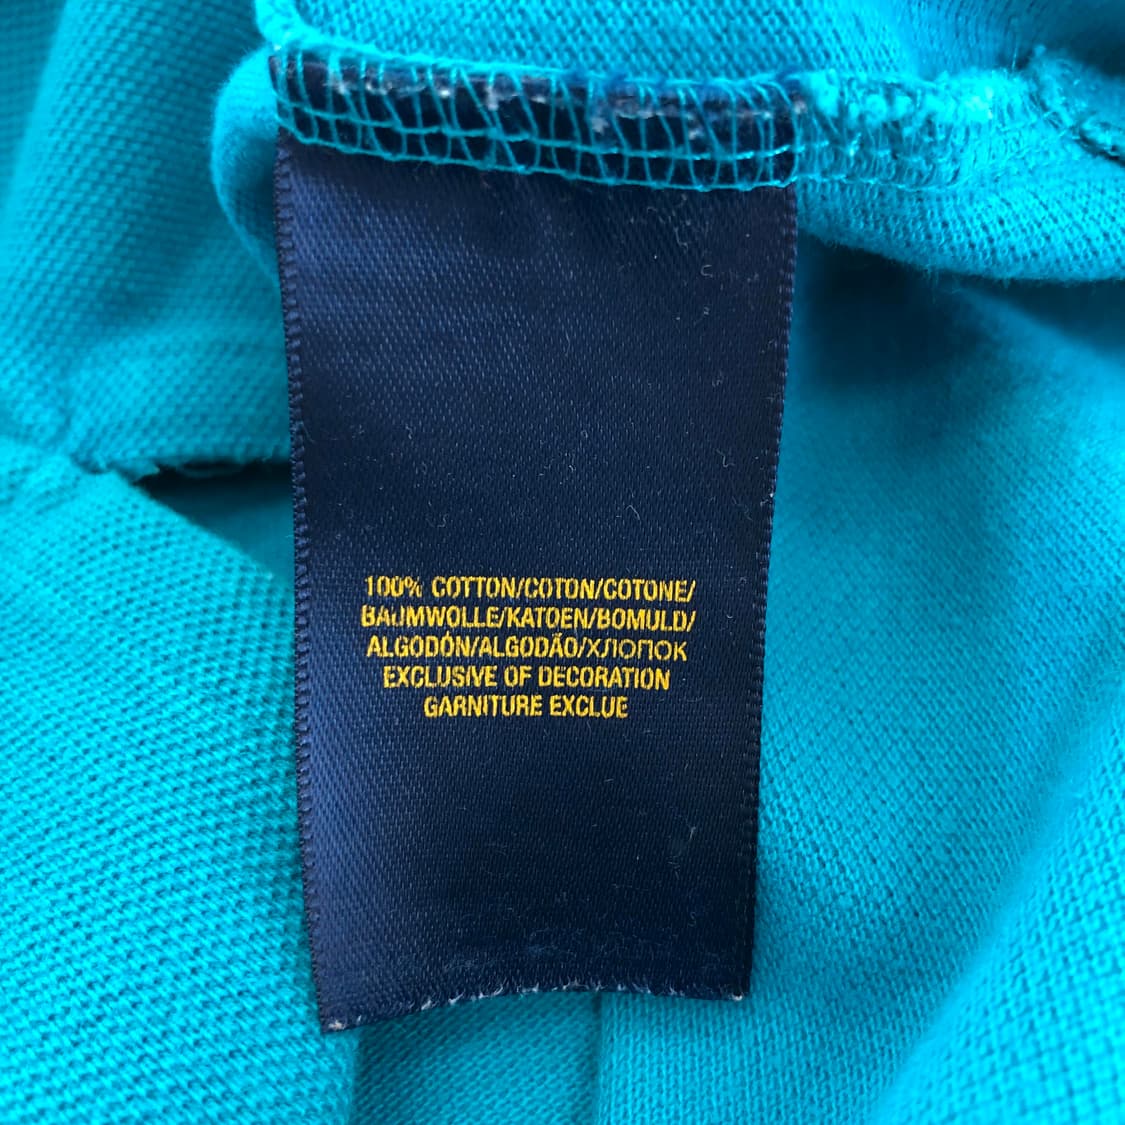 100% COTTON/COTON/COTONE/
BAUMWOLLE/KATOEN/BOMULD/
ALGODÓN/ALGODÃO/ХЛОПОК
EXCLUSIVE OF DECORATION
GARNITURE EXCLUE